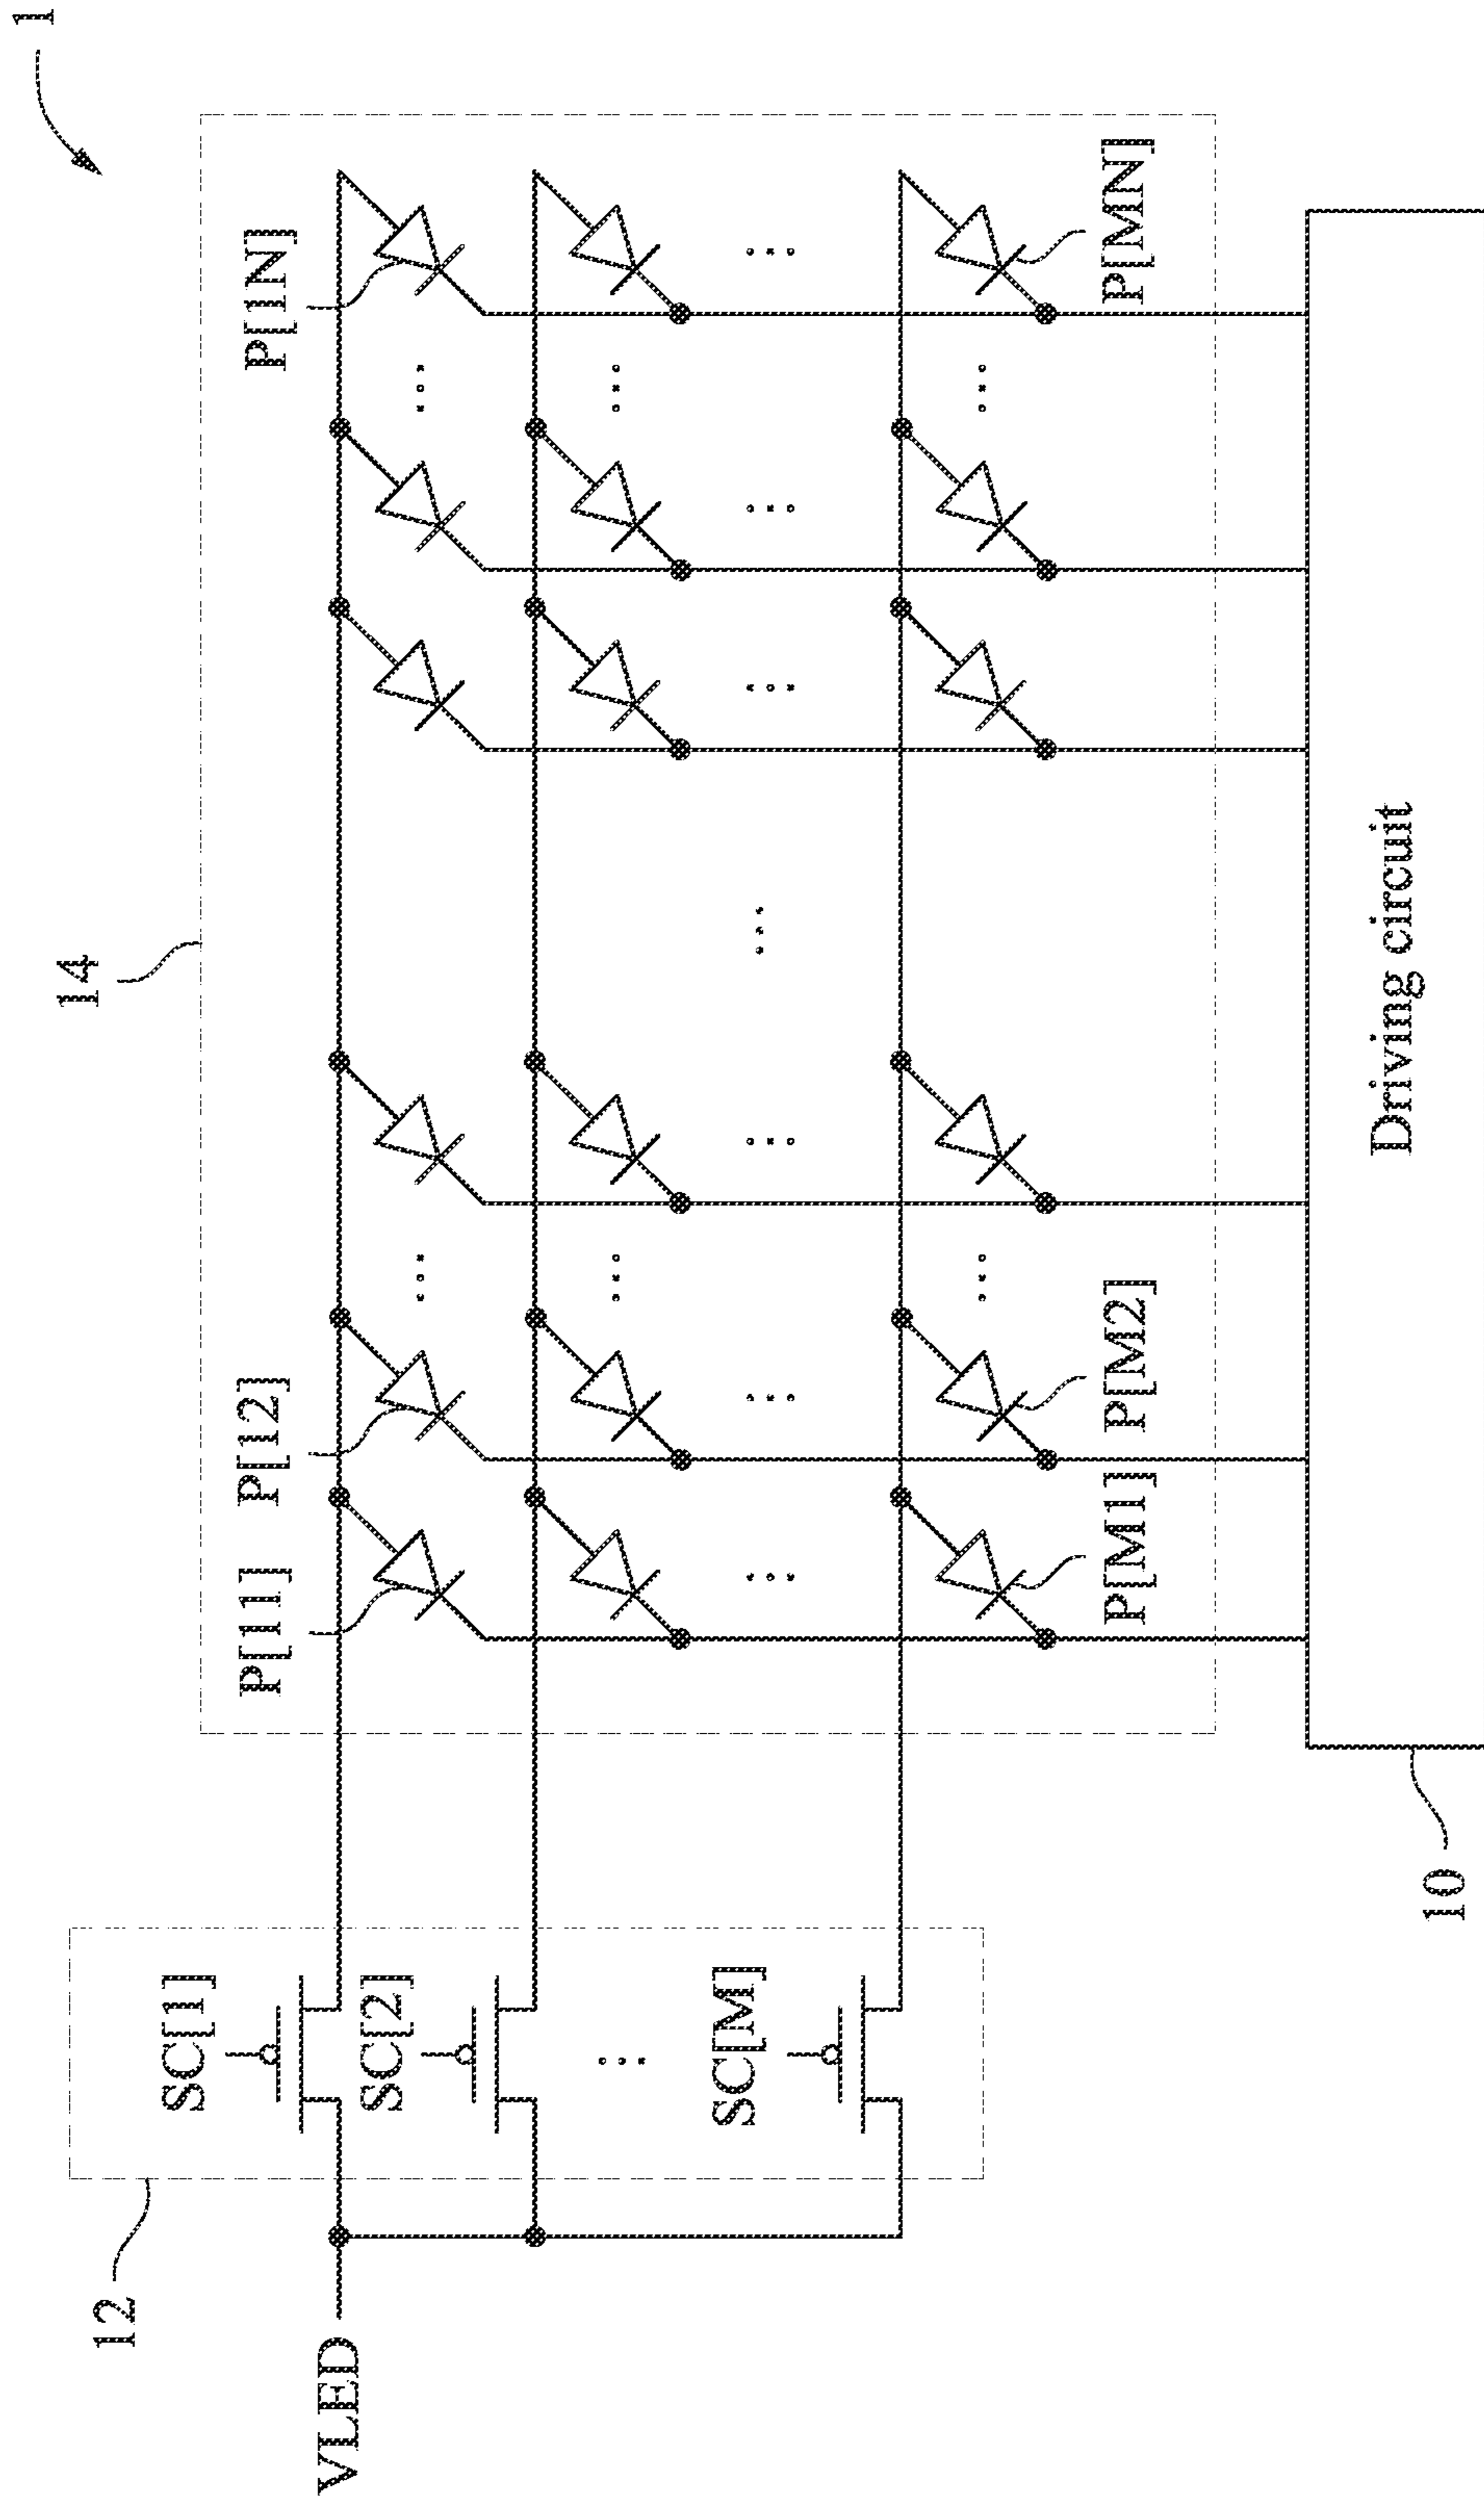 1
14
12
SC[1]
P[11]
P[12]
P[1N]
VLED
SC[2]
SC[M]
P[M1]
P[M2]
P[MN]
Driving circuit
10